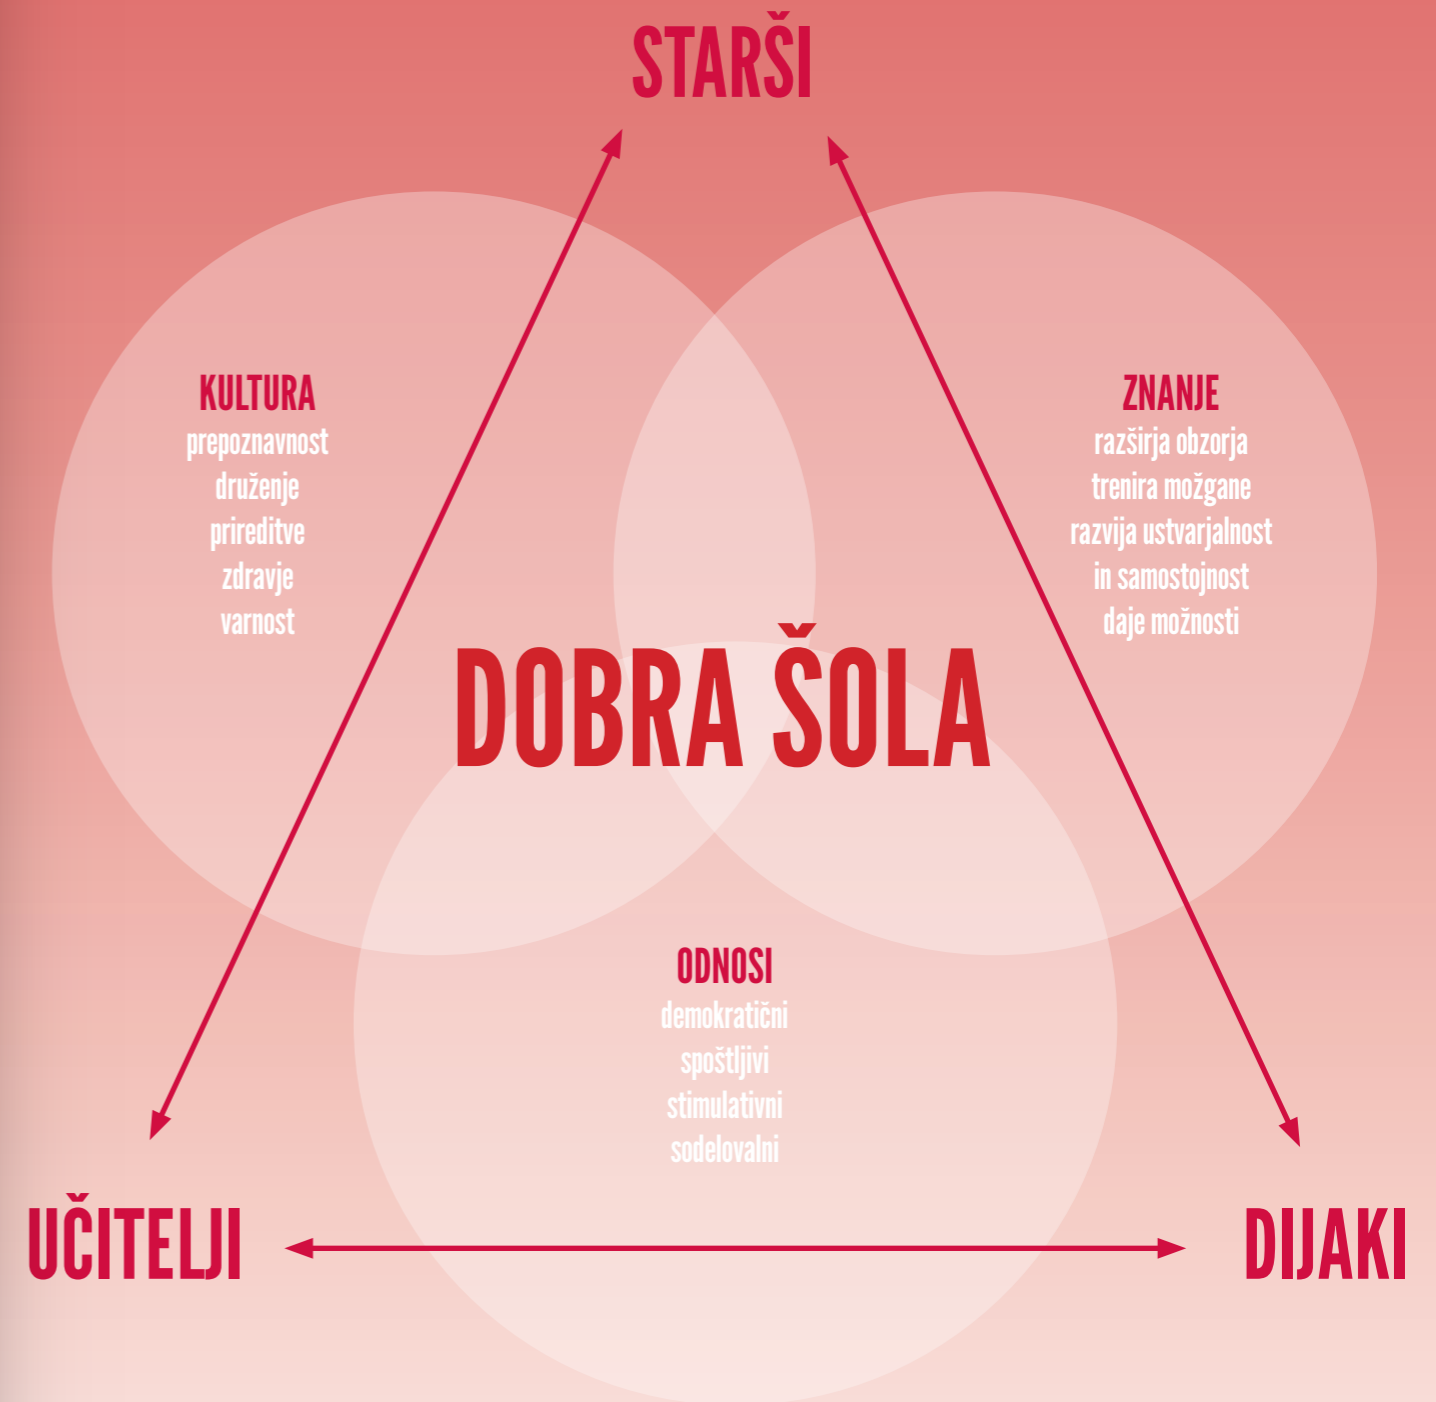 STARŠI
KULTURA
prepoznavnost
druženje
prireditve
zdravje
varnost
ZNANJE
razširja obzorja
trenira možgane
razvija ustvarjalnost
in samostojnost
daje možnosti
DOBRA ŠOLA
ODNOSI
demokratični
spoštljivi
stimulativni
sodelovalni
UČITELJI
DIJAKI